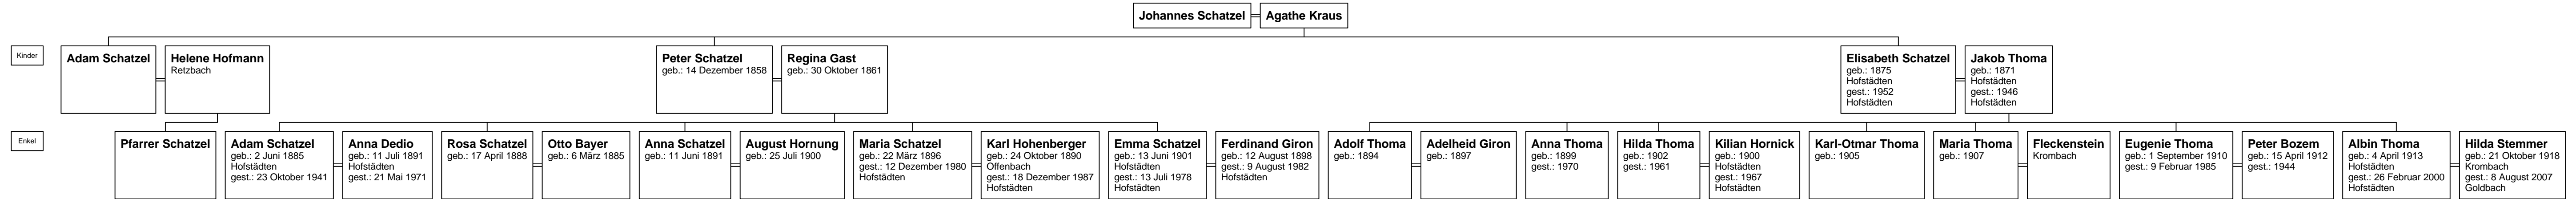 Johannes Schatzel
Agathe Kraus
Kinder
Adam Schatzel
Helene Hofmann
Retzbach
Peter Schatzel
geb.: 14 Dezember 1858
Regina Gast
geb.: 30 Oktober 1861
Elisabeth Schatzel
geb.: 1875
Hofstädten
gest.: 1952
Hofstädten
Jakob Thoma
geb.: 1871
Hofstädten
gest.: 1946
Hofstädten
Enkel
Pfarrer Schatzel
Adam Schatzel
geb.: 2 Juni 1885
Hofstädten
gest.: 23 Oktober 1941
Anna Dedio
geb.: 11 Juli 1891
Hofstädten
gest.: 21 Mai 1971
Rosa Schatzel
geb.: 17 April 1888
Otto Bayer
geb.: 6 März 1885
Anna Schatzel
geb.: 11 Juni 1891
August Hornung
geb.: 25 Juli 1900
Maria Schatzel
geb.: 22 März 1896
gest.: 12 Dezember 1980
Hofstädten
Karl Hohenberger
geb.: 24 Oktober 1890
Offenbach
gest.: 18 Dezember 1987
Hofstädten
Emma Schatzel
geb.: 13 Juni 1901
Hofstädten
gest.: 13 Juli 1978
Hofstädten
Ferdinand Giron
geb.: 12 August 1898
gest.: 9 August 1982
Hofstädten
Adolf Thoma
geb.: 1894
Adelheid Giron
geb.: 1897
Anna Thoma
geb.: 1899
gest.: 1970
Hilda Thoma
geb.: 1902
gest.: 1961
Kilian Hornick
geb.: 1900
Hofstädten
gest.: 1967
Hofstädten
Karl-Otmar Thoma
geb.: 1905
Maria Thoma
geb.: 1907
Fleckenstein
Krombach
Eugenie Thoma
geb.: 1 September 1910
gest.: 9 Februar 1985
Peter Bozem
geb.: 15 April 1912
gest.: 1944
Albin Thoma
geb.: 4 April 1913
Hofstädten
gest.: 26 Februar 2000
Hofstädten
Hilda Stemmer
geb.: 21 Oktober 1918
Krombach
gest.: 8 August 2007
Goldbach